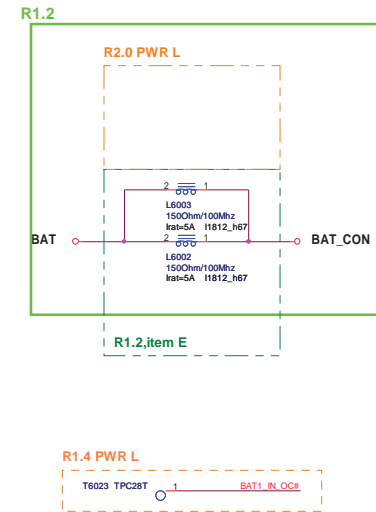 R1.2
R2.0 PWR L
2 1
L6003
150Ohm/100Mhz
Irat=5A l1812_h67
BAT 2 1 BAT_CON
L6002
150Ohm/100Mhz
Irat=5A l1812_h67
R1.2,item E
R1.4 PWR L
T6023 TPC28T 1 BAT1_IN_OC#